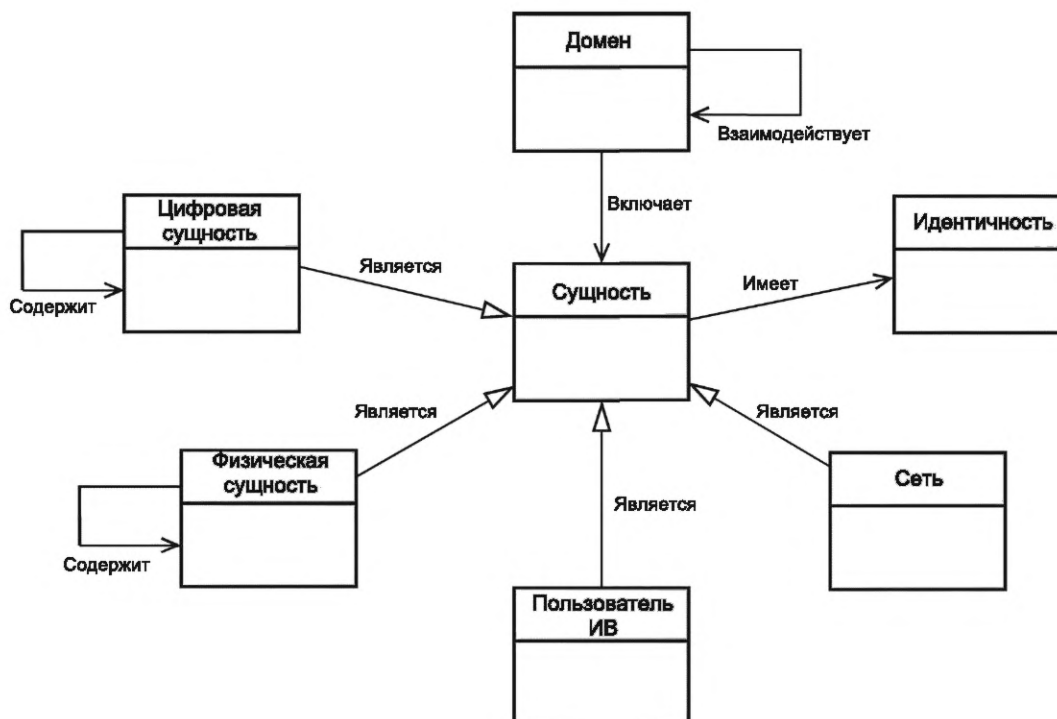 Домен
Взаимодействует
Включает
Цифровая
сущность
Содержит
Является
Сущность
Имеет
Идентичность
Является
Физическая
сущность
Содержит
Является
Является
Сеть
Пользователь
ИВ